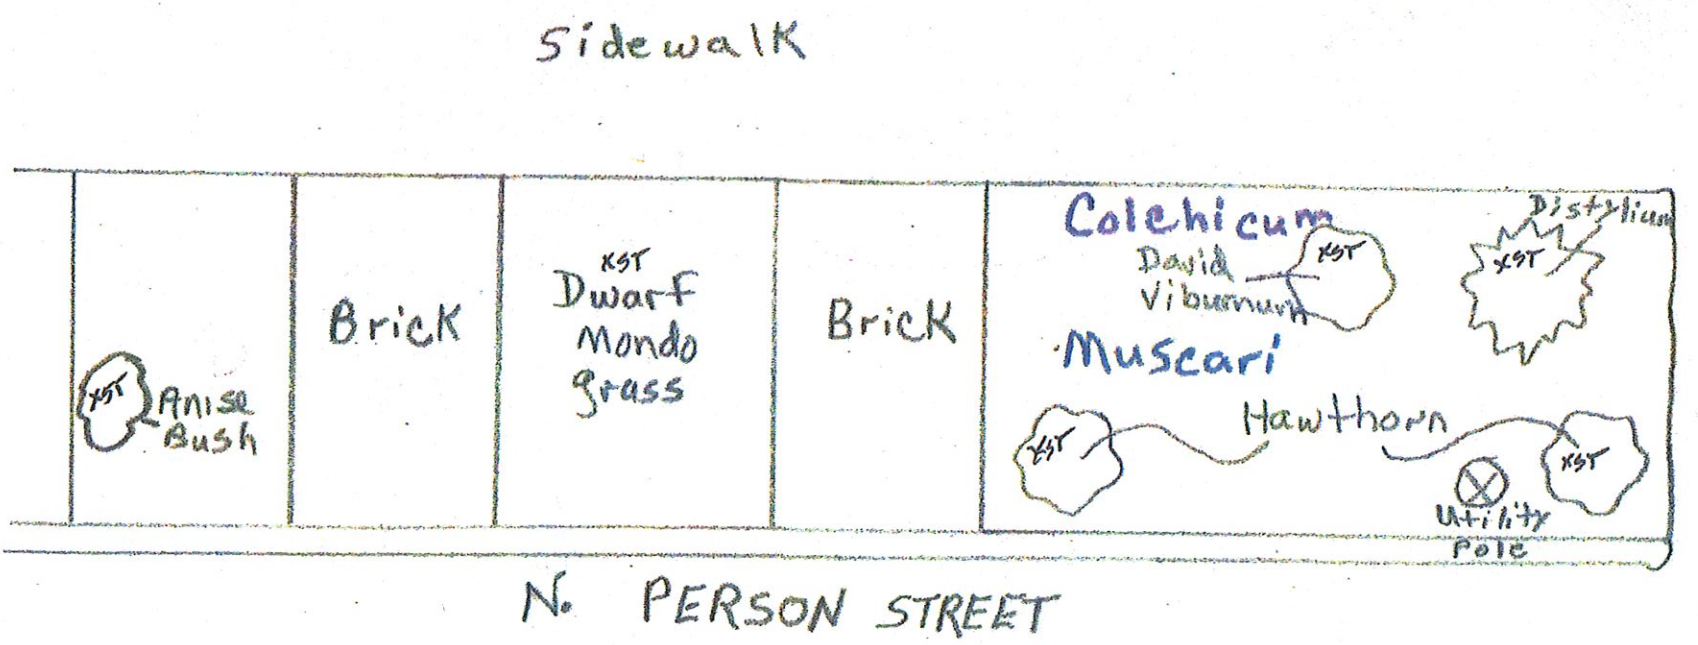 Sidewalk
Colchicum
Distylium
XST
David
Viburnum
XST
XST
Dwarf
Mondo
grass
Brick
Brick
Muscari
XST
Anise
Bush
Hawthorn
XST
XST
Utility
Pole
N. PERSON STREET